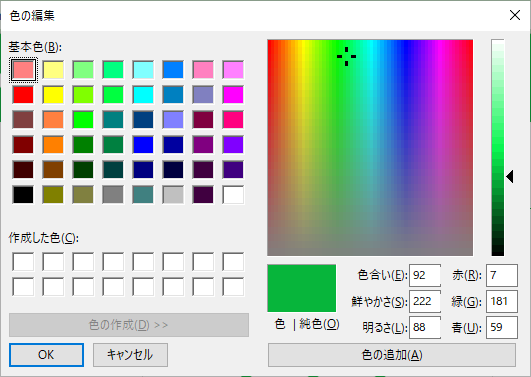 色の編集
基本色(B):
作成した色(C):
色の作成(D) >>
OK
キャンセル
色 | 純色(O)
色合い(E): 92
鮮やかさ(S): 222
明るさ(L): 88
赤(R): 7
緑(G): 181
青(U): 59
色の追加(A)